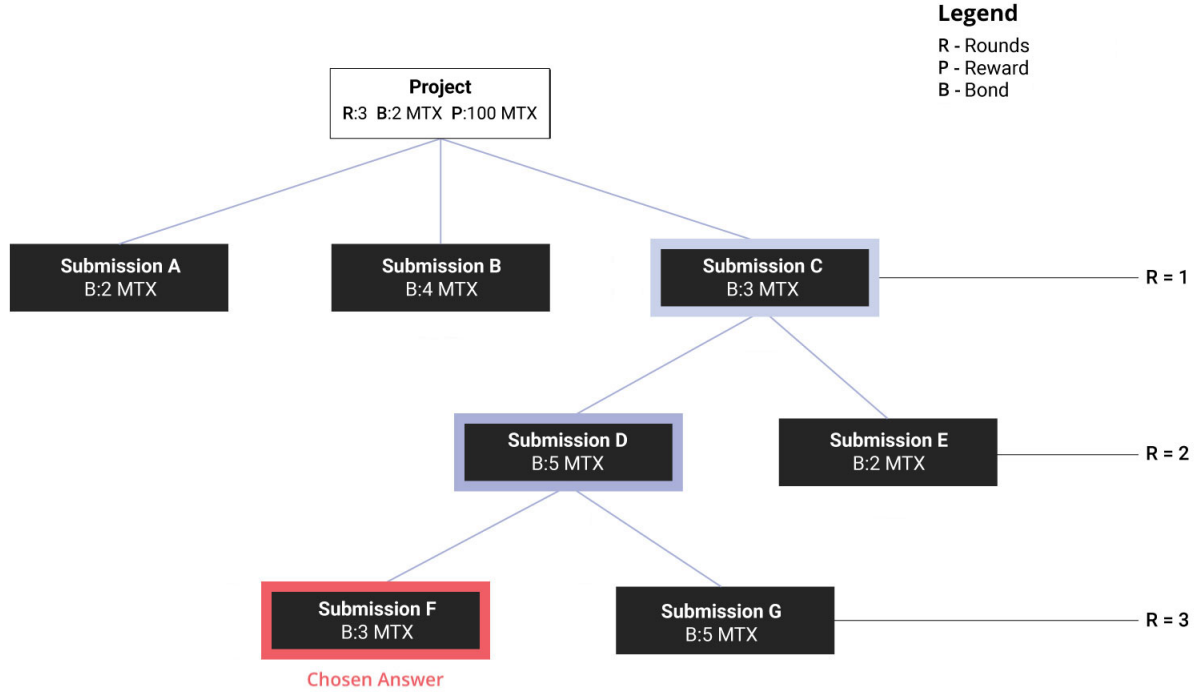 Legend
R - Rounds
P - Reward
B - Bond
Project
R:3 B:2 MTX P:100 MTX
Submission A
B:2 MTX
Submission B
B:4 MTX
Submission C
B:3 MTX
R = 1
Submission D
B:5 MTX
Submission E
B:2 MTX
R = 2
Submission F
B:3 MTX
Submission G
B:5 MTX
R = 3
Chosen Answer